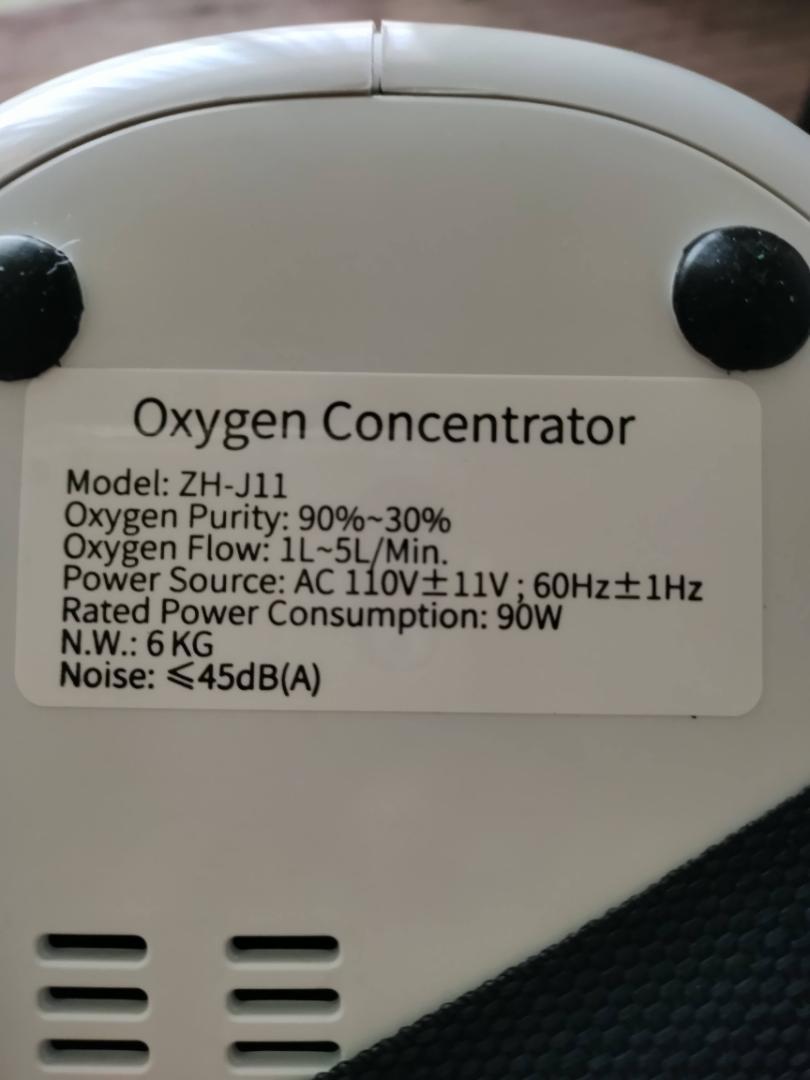 Oxygen Concentrator
Model: ZH-J11
Oxygen Purity: 90%~30%
Oxygen Flow: 1L~5L/Min.
Power Source: AC 110V±11V ; 60Hz±1Hz
Rated Power Consumption: 90W
N.W.: 6 KG
Noise: ⩽45dB(A)